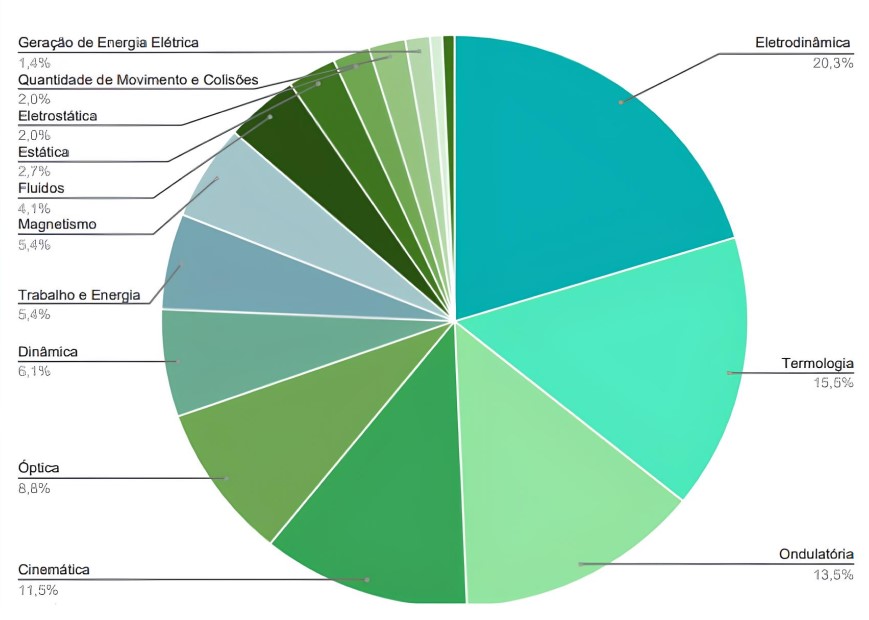 Geração de Energia Elétrica
1,4%
Quantidade de Movimento e Colisões
2,0%
Eletrostática
2,0%
Estática
2,7%
Fluidos
4,1%
Magnetismo
5,4%
Trabalho e Energia
5,4%
Dinâmica
6,1%
Óptica
8,8%
Cinemática
11,5%
Eletrodinâmica
20,3%
Termologia
15,5%
Ondulatória
13,5%